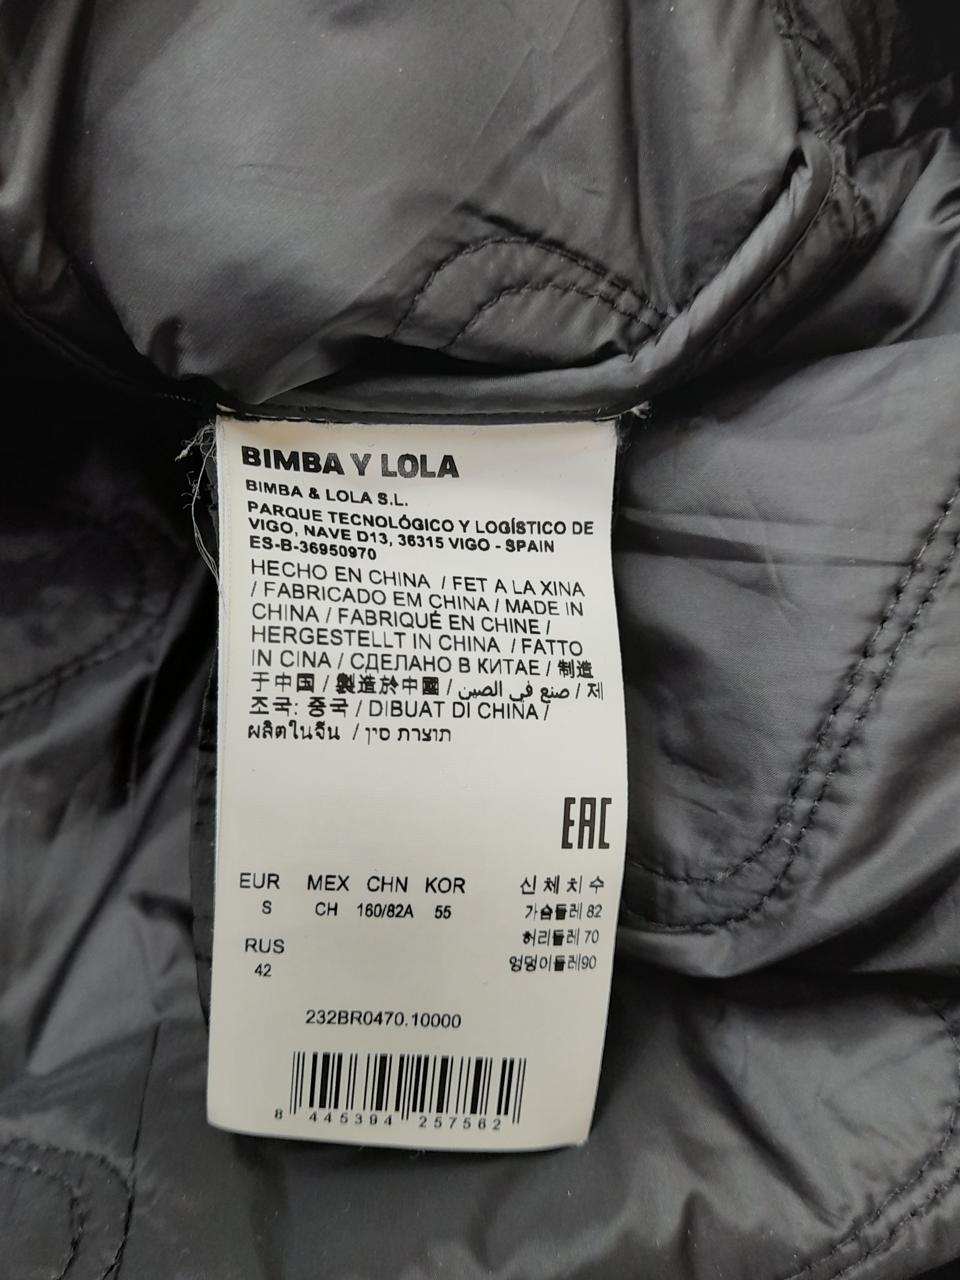 BIMBA Y LOLA
BIMBA & LOLA S.L.
PARQUE TECNOLÓGICO Y LOGÍSTICO DE
VIGO, NAVE D13, 36315 VIGO - SPAIN
ES-B-36950970
HECHO EN CHINA / FET A LA XINA
/ FABRICADO EM CHINA / MADE IN
CHINA / FABRIQUÉ EN CHINE /
HERGESTELLT IN CHINA / FATTO
IN CINA / СДЕЛАНО В КИТАЕ / 制造
于中国 / 製造於中國 / صنع في الصين / 제
조국: 중국 / DIBUAT DI CHINA /
ผลิตในจีน / תוצרת סין
EAC
EUR MEX CHN KOR 신체치수
S CH 160/82A 55 가슴둘레 82
허리둘레 70
RUS
42 엉덩이둘레90
232BR0470.10000
8 445394 257562